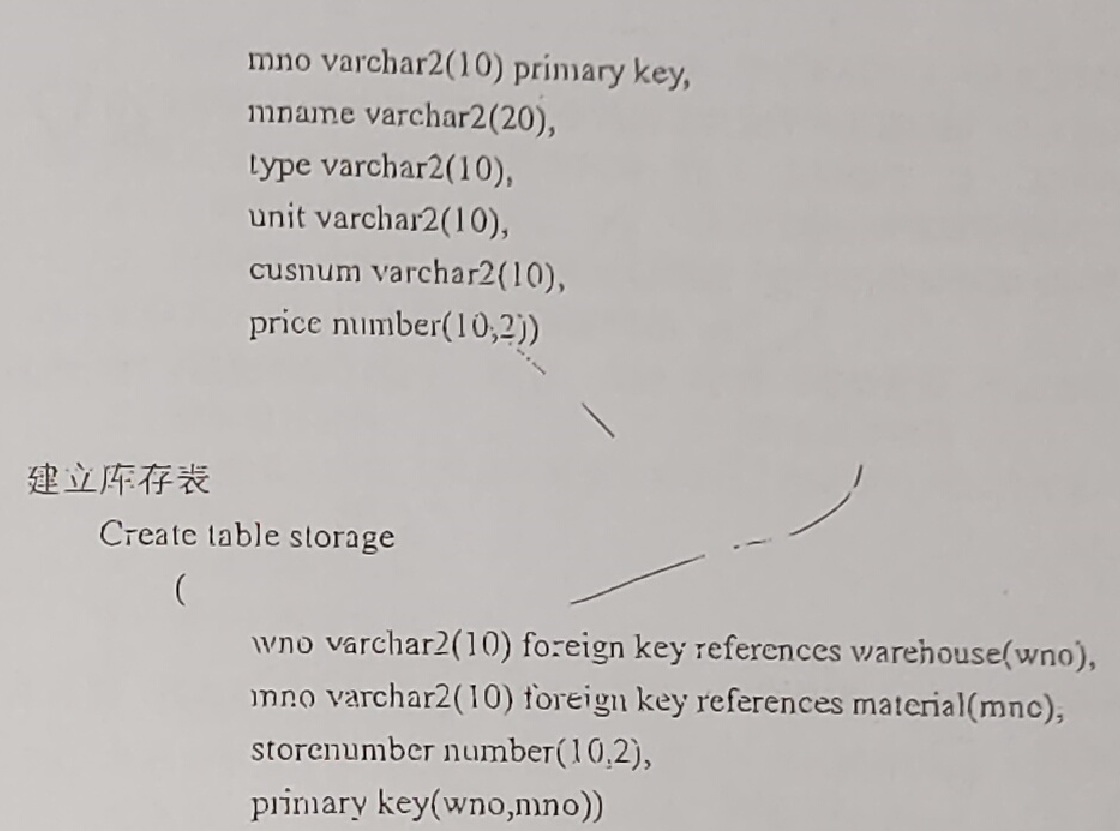 mno varchar2(10) primary key,
mname varchar2(20),
type varchar2(10),
unit varchar2(10),
cusnum varchar2(10),
price number(10,2))
建立库存表
Create table storage
(
wno varchar2(10) foreign key references warehouse(wno),
mno varchar2(10) foreign key references material(mno),
storenumber number(10,2),
primary key(wno,mno))